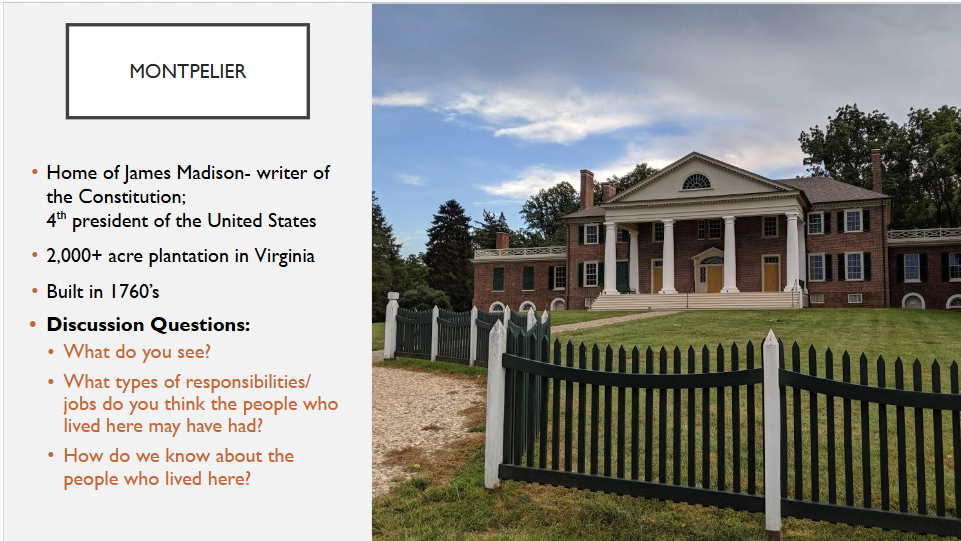 MONTPELIER
• Home of James Madison- writer of
the Constitution;
4th president of the United States
• 2,000+ acre plantation in Virginia
• Built in 1760's
• Discussion Questions:
• What do you see?
• What types of responsibilities/
jobs do you think the people who
lived here may have had?
• How do we know about the
people who lived here?